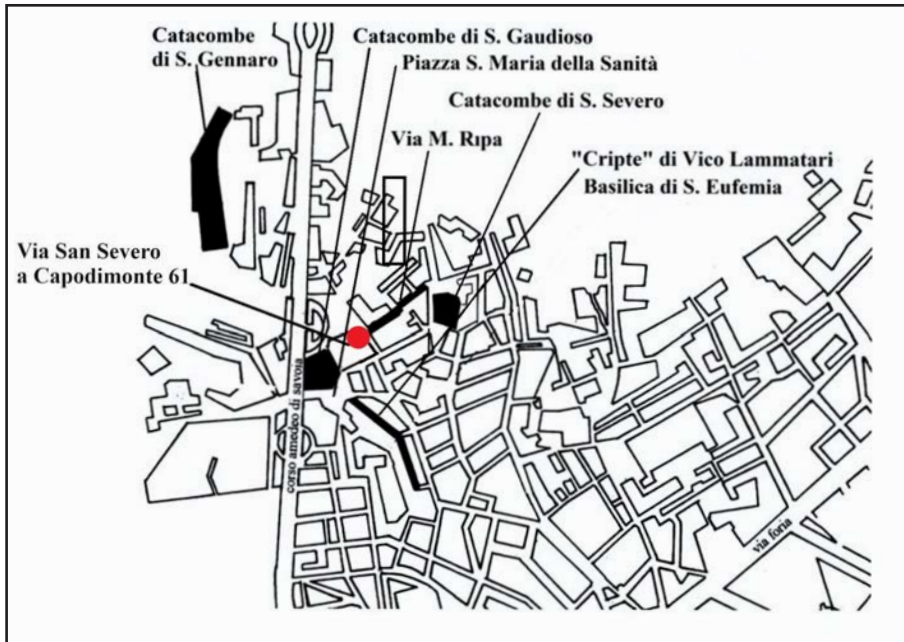 Catacombe
di S. Gennaro
Catacombe di S. Gaudioso
Piazza S. Maria della Sanità
Catacombe di S. Severo
Via M. Ripa
"Cripte" di Vico Lammatari
Basilica di S. Eufemia
Via San Severo
a Capodimonte 61
corso amedeo di savoia
via foria